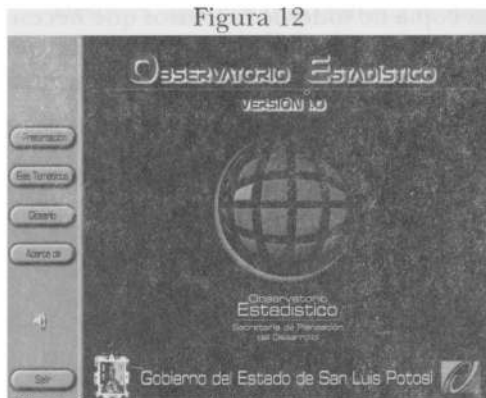 Figura 12
OBSERVATORIO ESTADÍSTICO
VERSIÓN 1.0
Presentación
Ejes Temáticos
Glosario
Acerca de
Observatorio
Estadístico
Secretaría de Planeación
del Desarrollo
Salir
Gobierno del Estado de San Luis Potosí